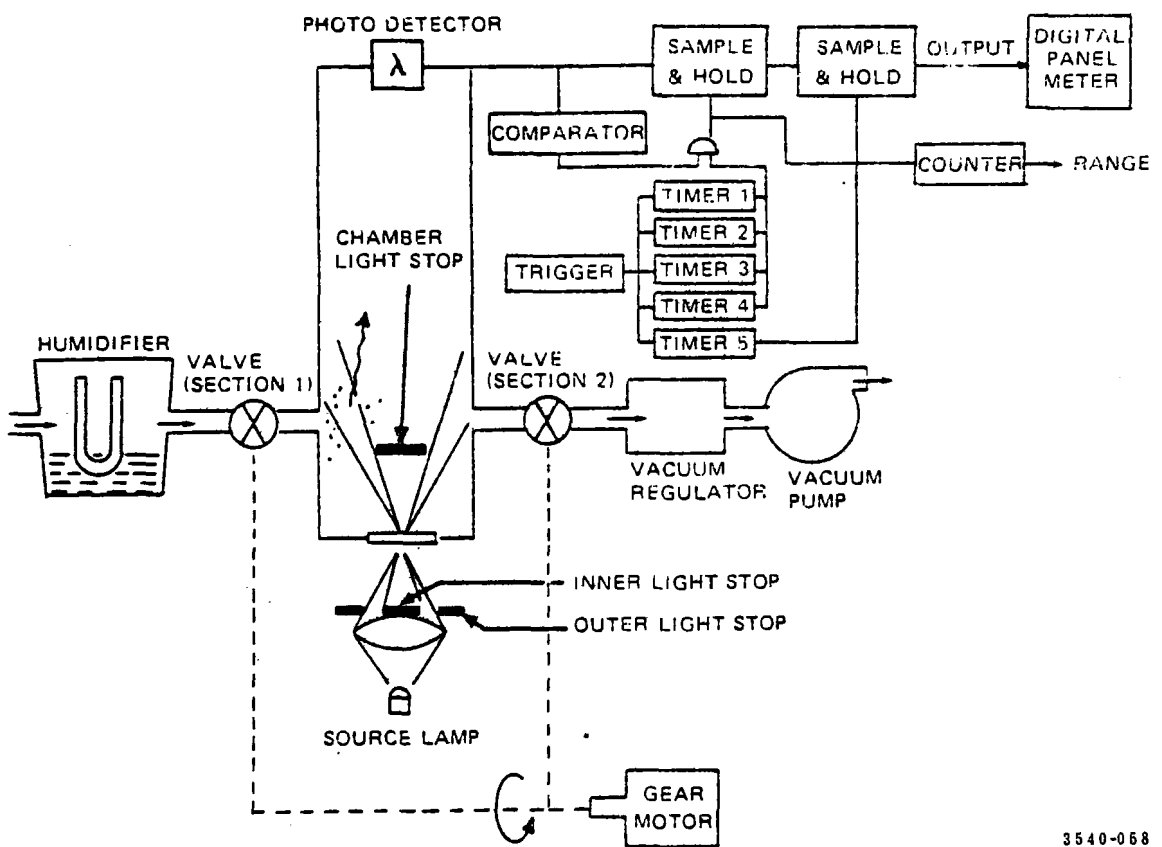 PHOTO DETECTOR
λ
SAMPLE
& HOLD
SAMPLE
& HOLD
OUTPUT
DIGITAL
PANEL
METER
COMPARATOR
COUNTER
RANGE
TIMER 1
TIMER 2
TIMER 3
TIMER 4
TIMER 5
TRIGGER
CHAMBER
LIGHT STOP
HUMIDIFIER
VALVE
(SECTION 1)
VALVE
(SECTION 2)
VACUUM
REGULATOR
VACUUM
PUMP
INNER LIGHT STOP
OUTER LIGHT STOP
SOURCE LAMP
GEAR
MOTOR
3540-068